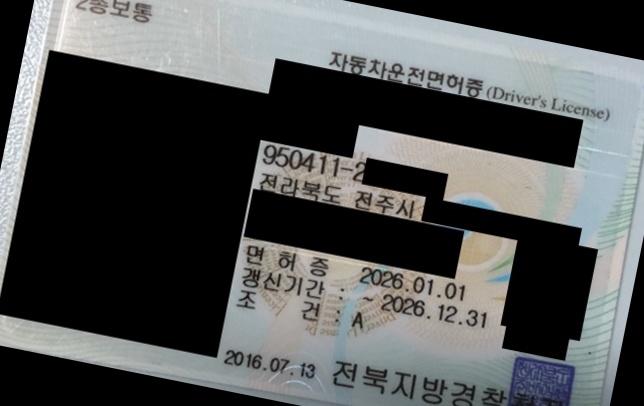 2종보통
자동차운전면허증 (Driver's License)
950411-2
전라북도 전주시
면 허 증
갱신기간 : 2026.01.01
~ 2026.12.31
조 건 : A
2016.07.13 전북지방경찰청장